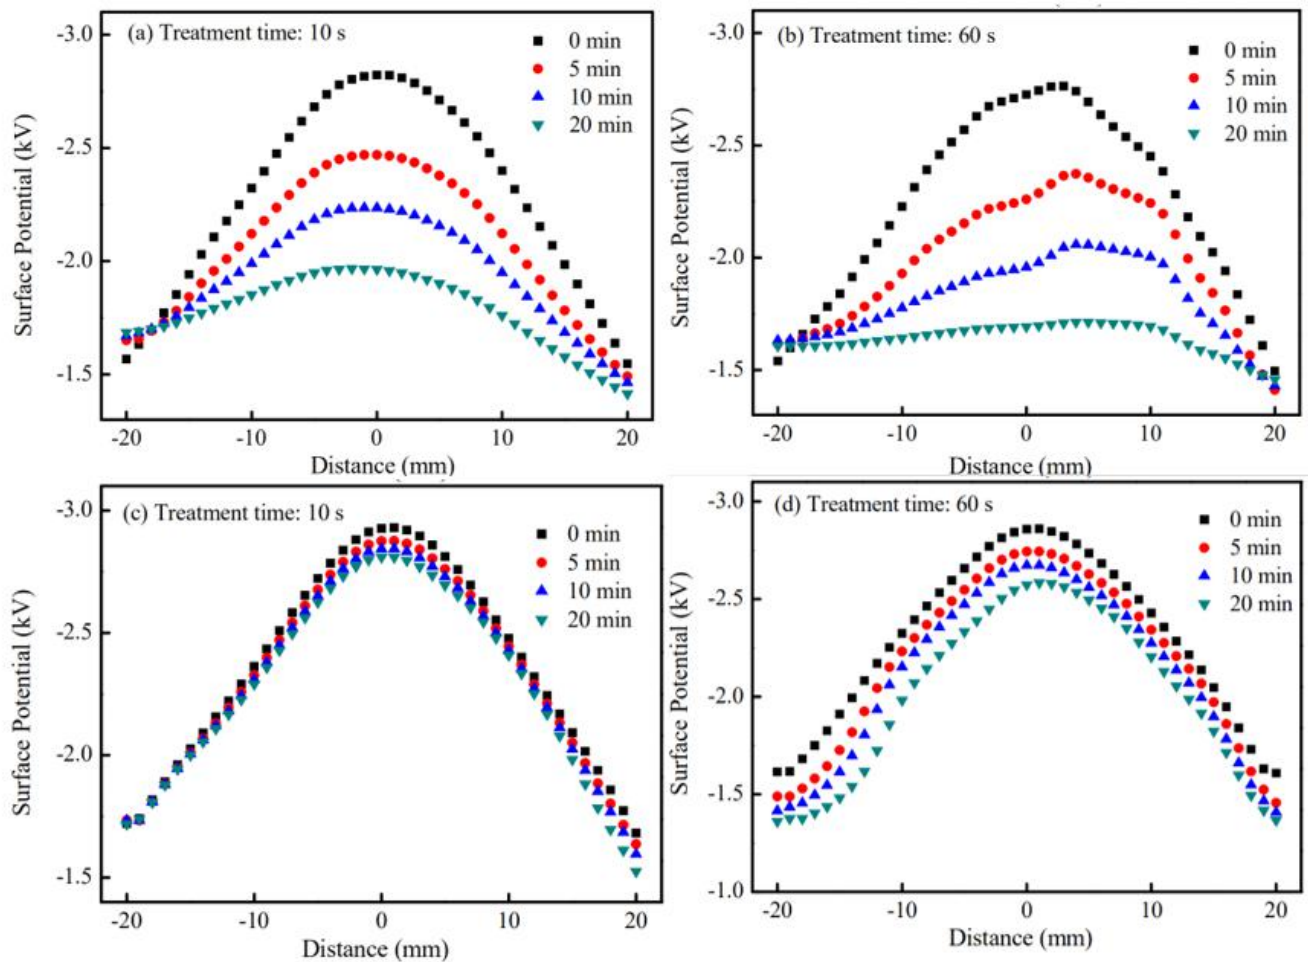 (a) Treatment time: 10 s
0 min
5 min
10 min
20 min
-3.0
-2.5
-2.0
-1.5
Surface Potential (kV)
-20
-10
0
10
20
Distance (mm)
(b) Treatment time: 60 s
0 min
5 min
10 min
20 min
-3.0
-2.5
-2.0
-1.5
Surface Potential (kV)
-20
-10
0
10
20
Distance (mm)
(c) Treatment time: 10 s
0 min
5 min
10 min
20 min
-3.0
-2.5
-2.0
-1.5
Surface Potential (kV)
-20
-10
0
10
20
Distance (mm)
(d) Treatment time: 60 s
0 min
5 min
10 min
20 min
-3.0
-2.5
-2.0
-1.5
-1.0
Surface Potential (kV)
-20
-10
0
10
20
Distance (mm)